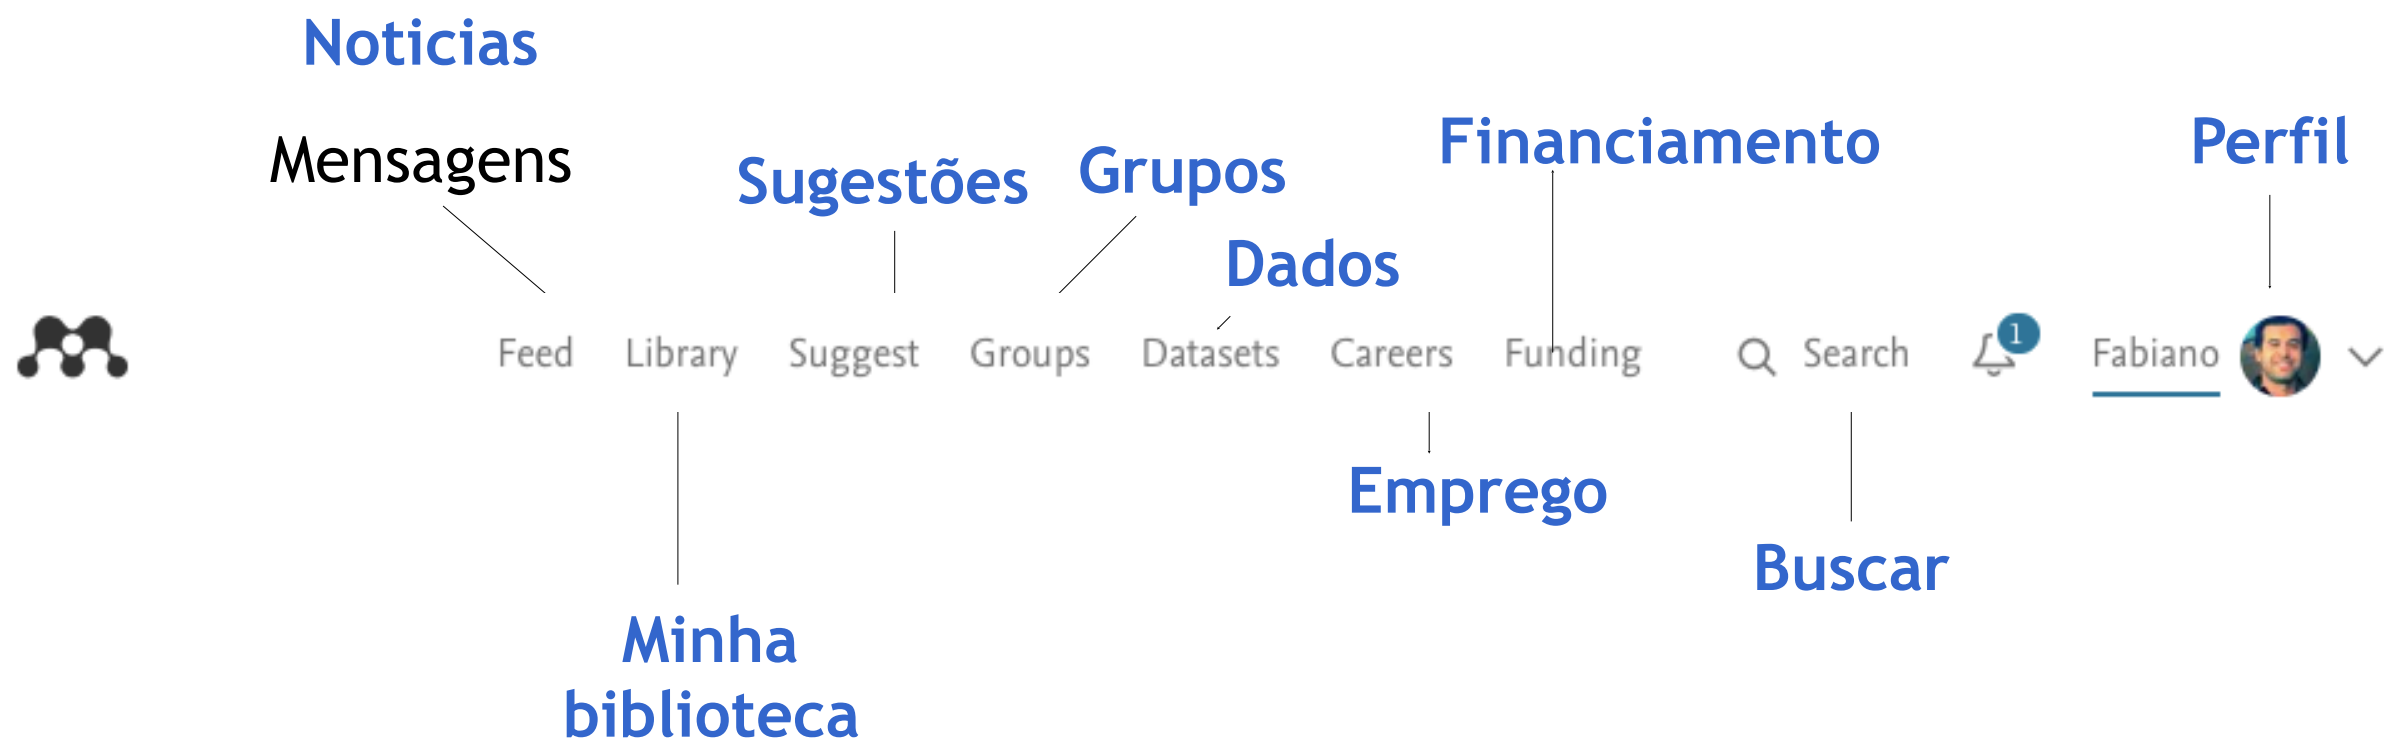 Noticias
Mensagens
Sugestões
Grupos
Dados
Financiamento
Perfil
Feed Library Suggest Groups Datasets Careers Funding Search 1 Fabiano
Emprego
Buscar
Minha
biblioteca